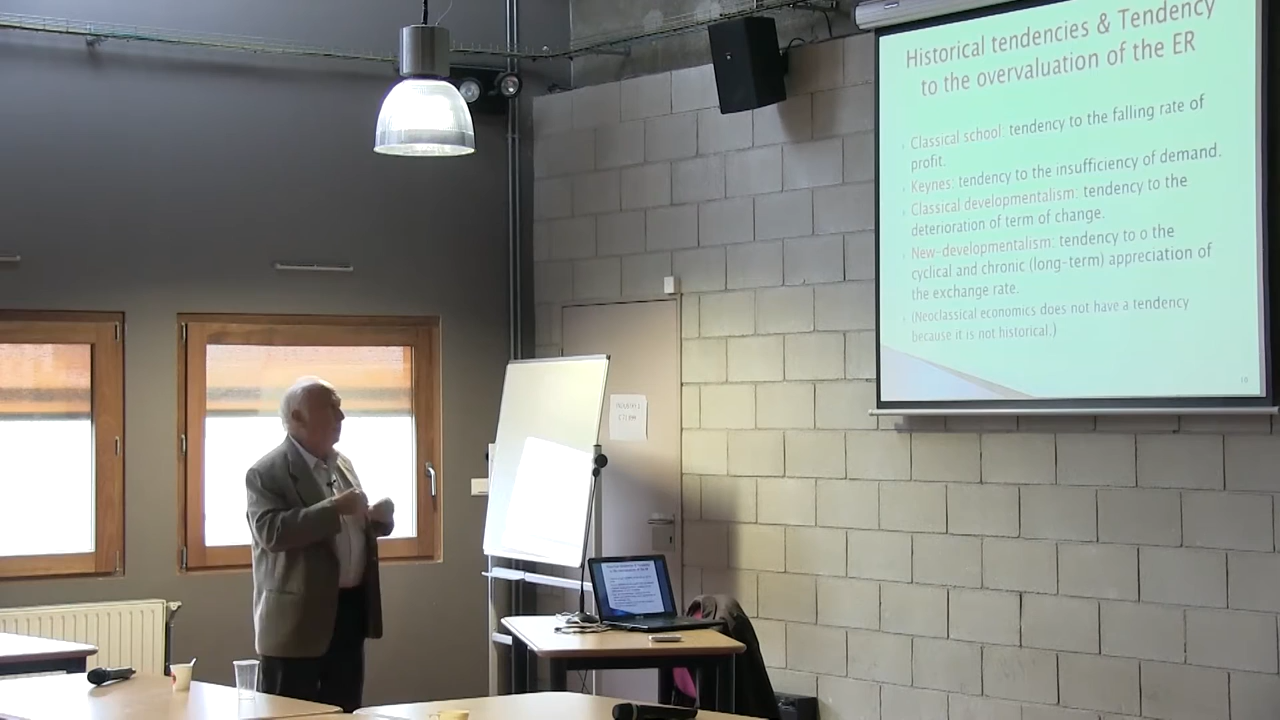 Historical tendencies & Tendency
to the overvaluation of the ER
Classical school: tendency to the falling rate of
profit.
Keynes: tendency to the insufficiency of demand.
Classical developmentalism: tendency to the
deterioration of term of change.
New-developmentalism: tendency to o the
cyclical and chronic (long-term) appreciation of
the exchange rate.
(Neoclassical economics does not have a tendency
because it is not historical.)
10